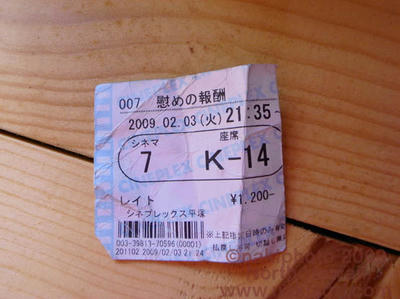 007 慰めの報酬
2009.02.03(火) 21:35
シネマ 座席
7 K-14
レイト ¥1,200-
シネプレックス平塚
003-39813-70596(00001)
201102 2009/02/03 21:24
CINEPLEX